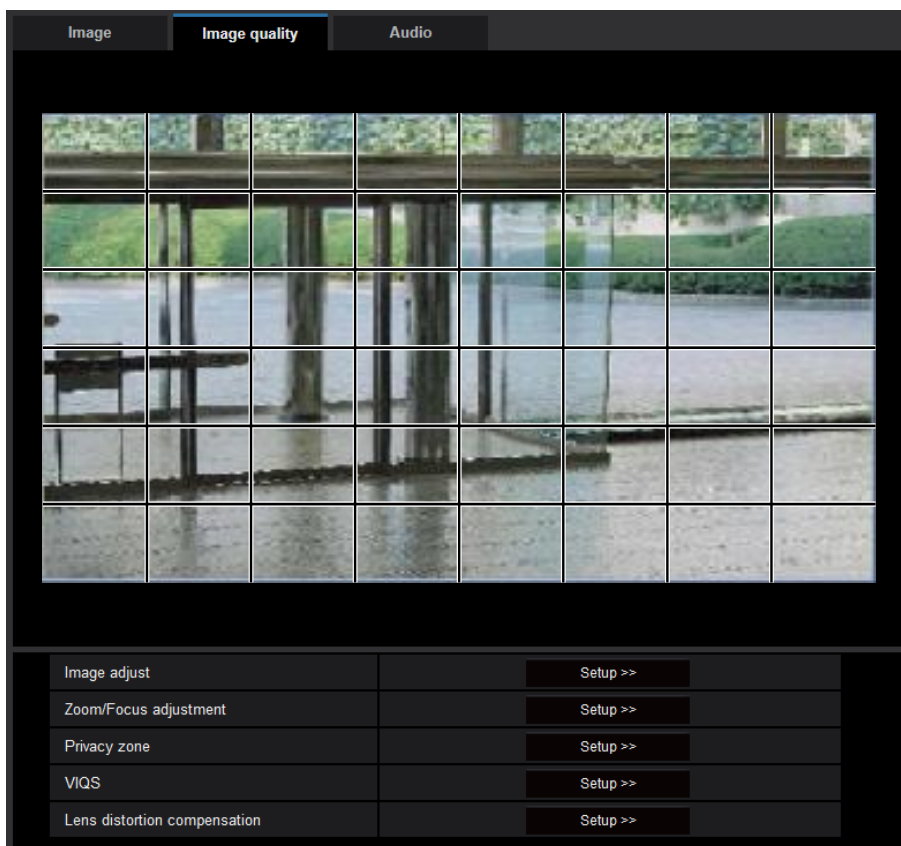 Image Image quality Audio
Image adjust Setup >>
Zoom/Focus adjustment Setup >>
Privacy zone Setup >>
VIQS Setup >>
Lens distortion compensation Setup >>